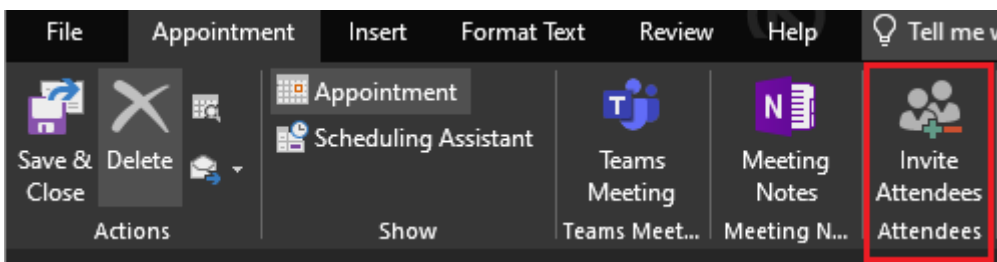 File Appointment Insert Format Text Review Help Tell me
Appointment
Scheduling Assistant
Save & Close
Delete
Teams Meeting
Meeting Notes
Invite Attendees
Actions Show Teams Meet... Meeting N... Attendees